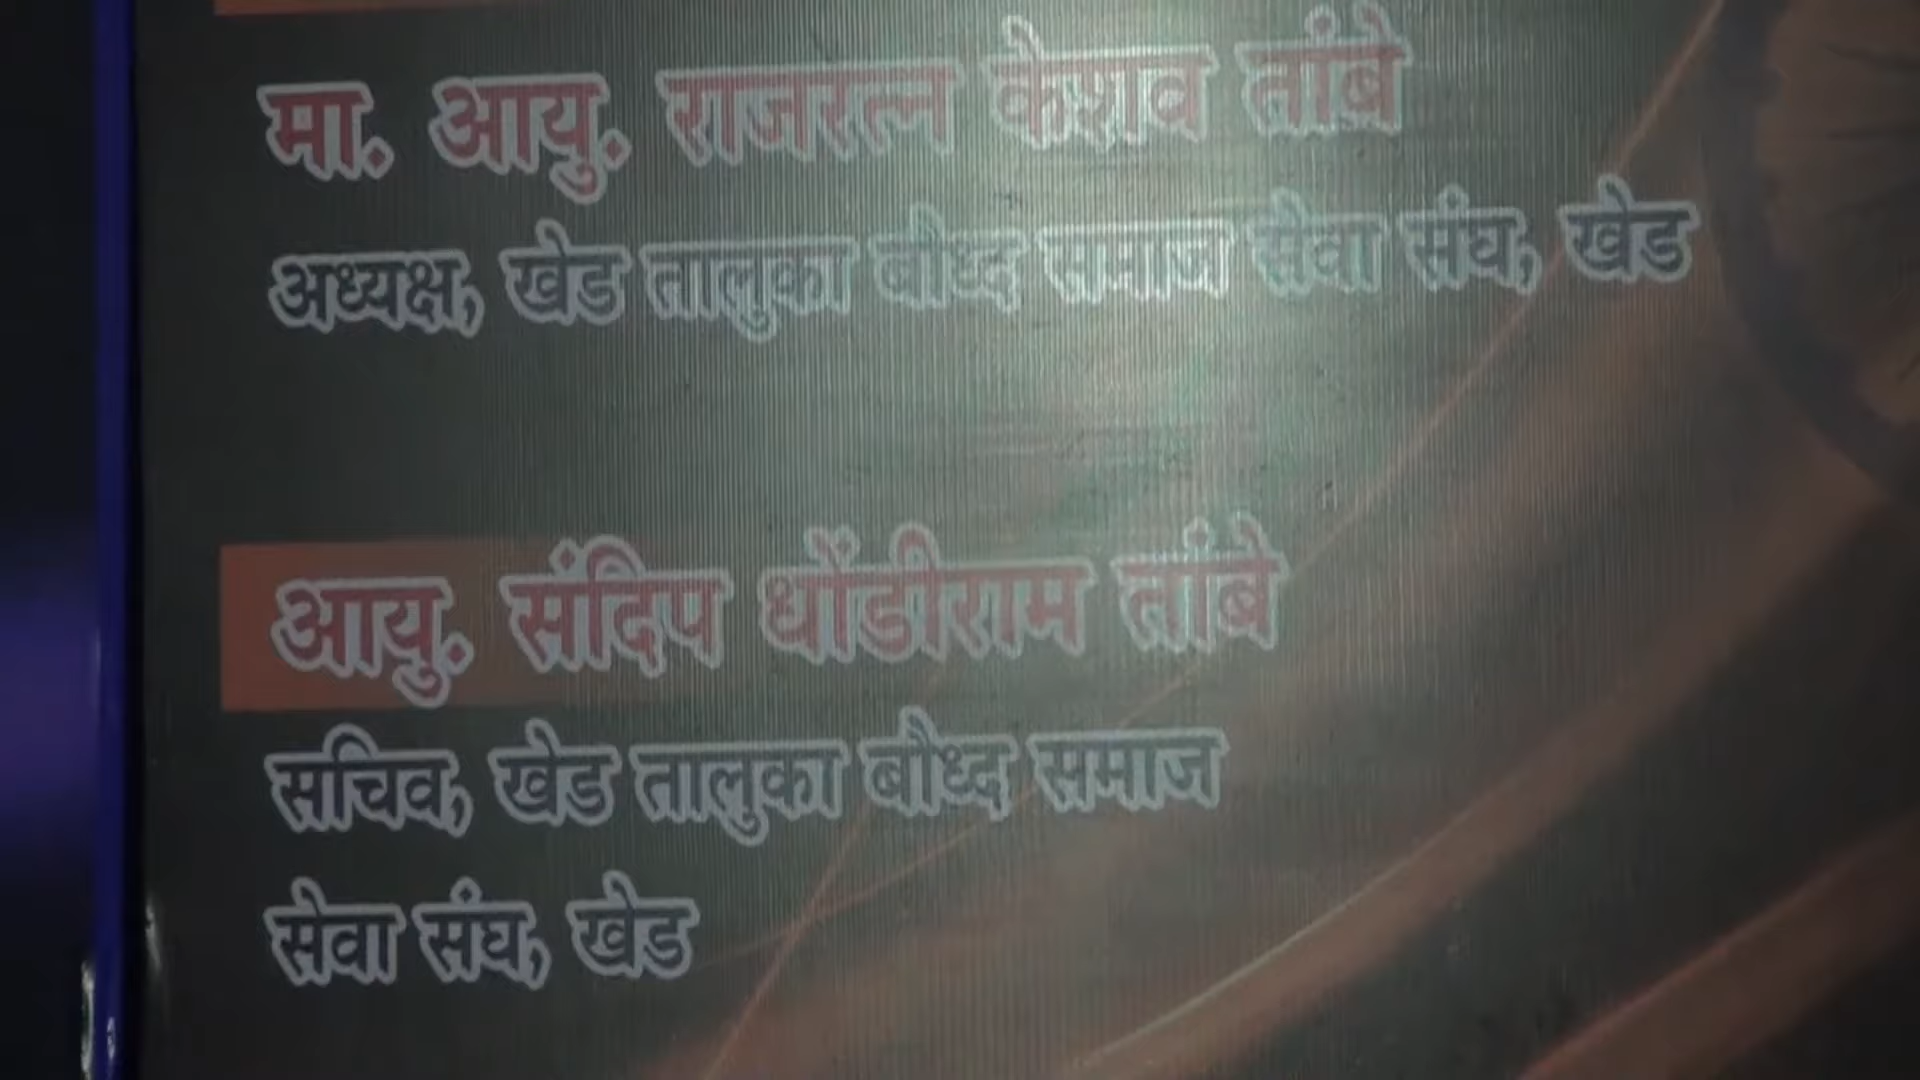 मा. आयु. राजरत्न केशव तांबे
अध्यक्ष, खेड तालुका बौध्द समाज सेवा संघ, खेड
आयु. संदिप धोंडीराम तांबे
सचिव, खेड तालुका बौध्द समाज
सेवा संघ, खेड